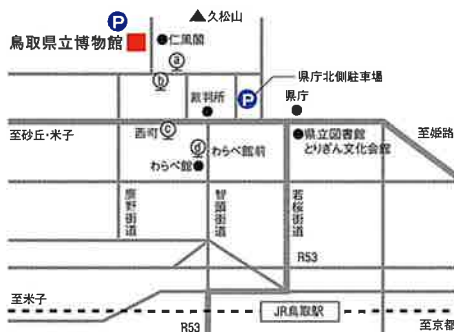 P
▲久松山
鳥取県立博物館
●仁風閣
ⓐ
ⓑ
裁判所
P
県庁北側駐車場
県庁
至砂丘・米子
西町
ⓒ
ⓓ
わらべ館前
わらべ館
県立図書館
とりぎん文化会館
至姫路
鹿野街道
智頭街道
若桜街道
R53
至米子
JR鳥取駅
R53
至京都